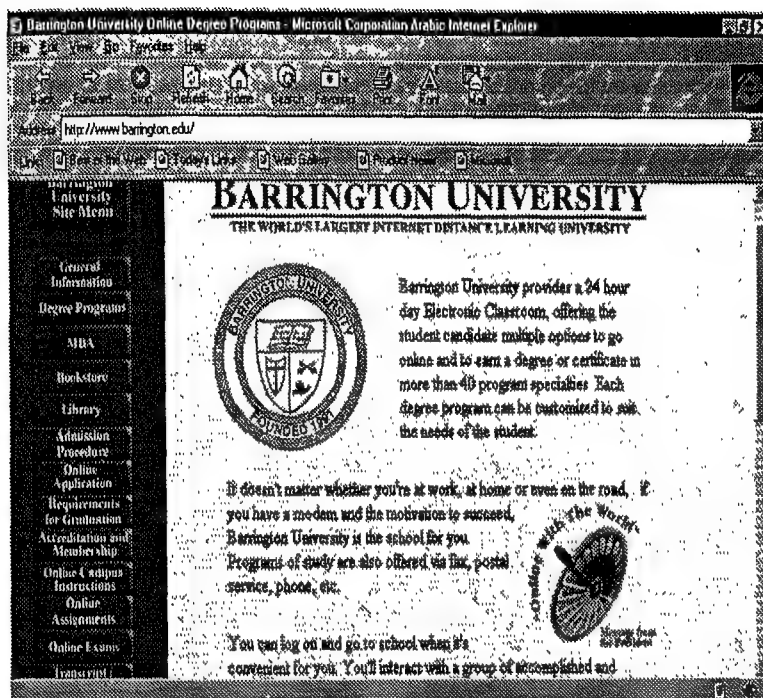 Barrington University Online Degree Programs - Microsoft Corporation Arabic Internet Explorer
File Edit View Go Favorites Help
Back Forward Stop Refresh Home Search Favorites Print Font Mail
Address http://www.barrington.edu/
Links Best of the Web Today's Links Web Gallery Product News Microsoft
Barrington
University
Site Menu
General
Information
Degree Programs
MBA
Bookstore
Library
Admission
Procedure
Online
Application
Requirements
for Graduation
Accreditation and
Membership
Online Campus
Instructions
Online
Assignments
Online Exams
Transcript
BARRINGTON UNIVERSITY
THE WORLD'S LARGEST INTERNET DISTANCE LEARNING UNIVERSITY
BARRINGTON UNIVERSITY
FOUNDED 1991
Barrington University provides a 24 hour
day Electronic Classroom, offering the
student candidate multiple options to go
online and to earn a degree or certificate in
more than 40 program specialties. Each
degree program can be customized to suit
the needs of the student.
It doesn't matter whether you're at work, at home or even on the road, if
you have a modem and the motivation to succeed,
Barrington University is the school for you.
Programs of study are also offered via fax, postal
service, phone, etc.
With The World
Message from
the President
You can log on and go to school when it's
convenient for you. You'll interact with a group of accomplished and